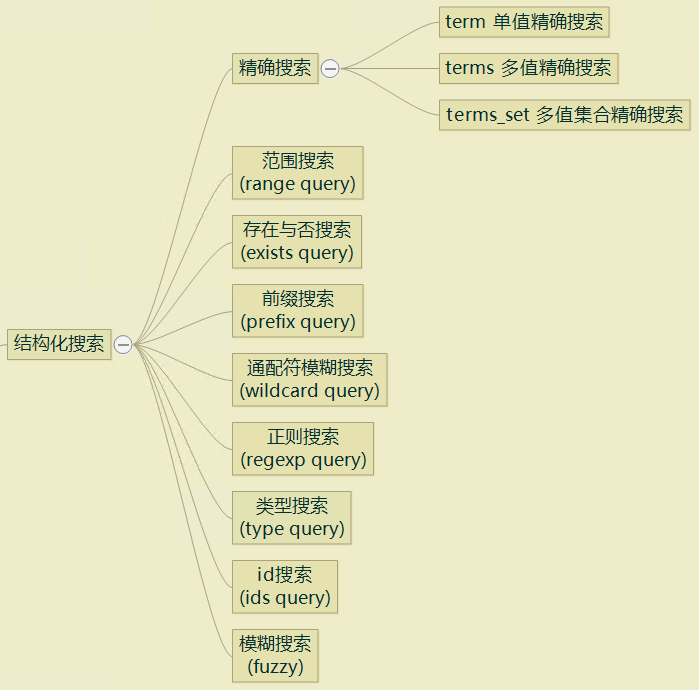 结构化搜索
精确搜索
term 单值精确搜索
terms 多值精确搜索
terms_set 多值集合精确搜索
范围搜索
(range query)
存在与否搜索
(exists query)
前缀搜索
(prefix query)
通配符模糊搜索
(wildcard query)
正则搜索
(regexp query)
类型搜索
(type query)
id搜索
(ids query)
模糊搜索
(fuzzy)